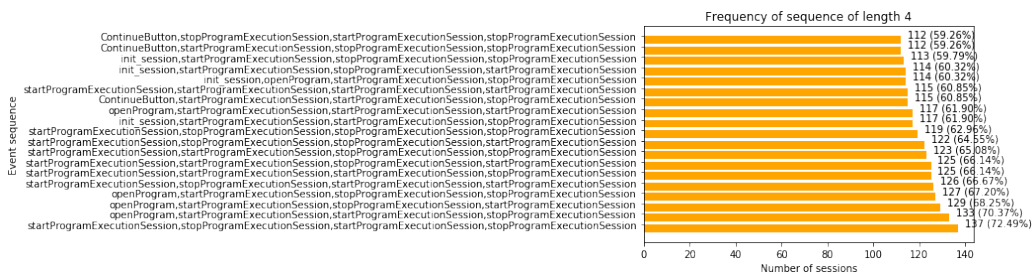 Frequency of sequence of length 4
ContinueButton,stopProgramExecutionSession,startProgramExecutionSession,stopProgramExecutionSession 112 (59.26%)
ContinueButton,startProgramExecutionSession,stopProgramExecutionSession,stopProgramExecutionSession 112 (59.26%)
init_session,startProgramExecutionSession,stopProgramExecutionSession,stopProgramExecutionSession 113 (59.79%)
init_session,startProgramExecutionSession,stopProgramExecutionSession,startProgramExecutionSession 114 (60.32%)
init_session,openProgram,startProgramExecutionSession,stopProgramExecutionSession 114 (60.32%)
startProgramExecutionSession,startProgramExecutionSession,startProgramExecutionSession,stopProgramExecutionSession 115 (60.85%)
ContinueButton,startProgramExecutionSession,stopProgramExecutionSession,startProgramExecutionSession 115 (60.85%)
openProgram,startProgramExecutionSession,stopProgramExecutionSession,stopProgramExecutionSession 117 (61.90%)
init_session,startProgramExecutionSession,startProgramExecutionSession,stopProgramExecutionSession 117 (61.90%)
startProgramExecutionSession,stopProgramExecutionSession,stopProgramExecutionSession,stopProgramExecutionSession 119 (62.96%)
startProgramExecutionSession,stopProgramExecutionSession,stopProgramExecutionSession,startProgramExecutionSession 122 (64.55%)
startProgramExecutionSession,startProgramExecutionSession,stopProgramExecutionSession,stopProgramExecutionSession 123 (65.08%)
startProgramExecutionSession,startProgramExecutionSession,stopProgramExecutionSession,startProgramExecutionSession 125 (66.14%)
startProgramExecutionSession,stopProgramExecutionSession,startProgramExecutionSession,startProgramExecutionSession 125 (66.14%)
startProgramExecutionSession,stopProgramExecutionSession,startProgramExecutionSession,stopProgramExecutionSession 126 (66.67%)
openProgram,startProgramExecutionSession,stopProgramExecutionSession,stopProgramExecutionSession 127 (67.20%)
openProgram,startProgramExecutionSession,stopProgramExecutionSession,startProgramExecutionSession 129 (68.25%)
openProgram,startProgramExecutionSession,startProgramExecutionSession,stopProgramExecutionSession 133 (70.37%)
startProgramExecutionSession,stopProgramExecutionSession,startProgramExecutionSession,stopProgramExecutionSession 137 (72.49%)
Event sequence
0 20 40 60 80 100 120 140
Number of sessions